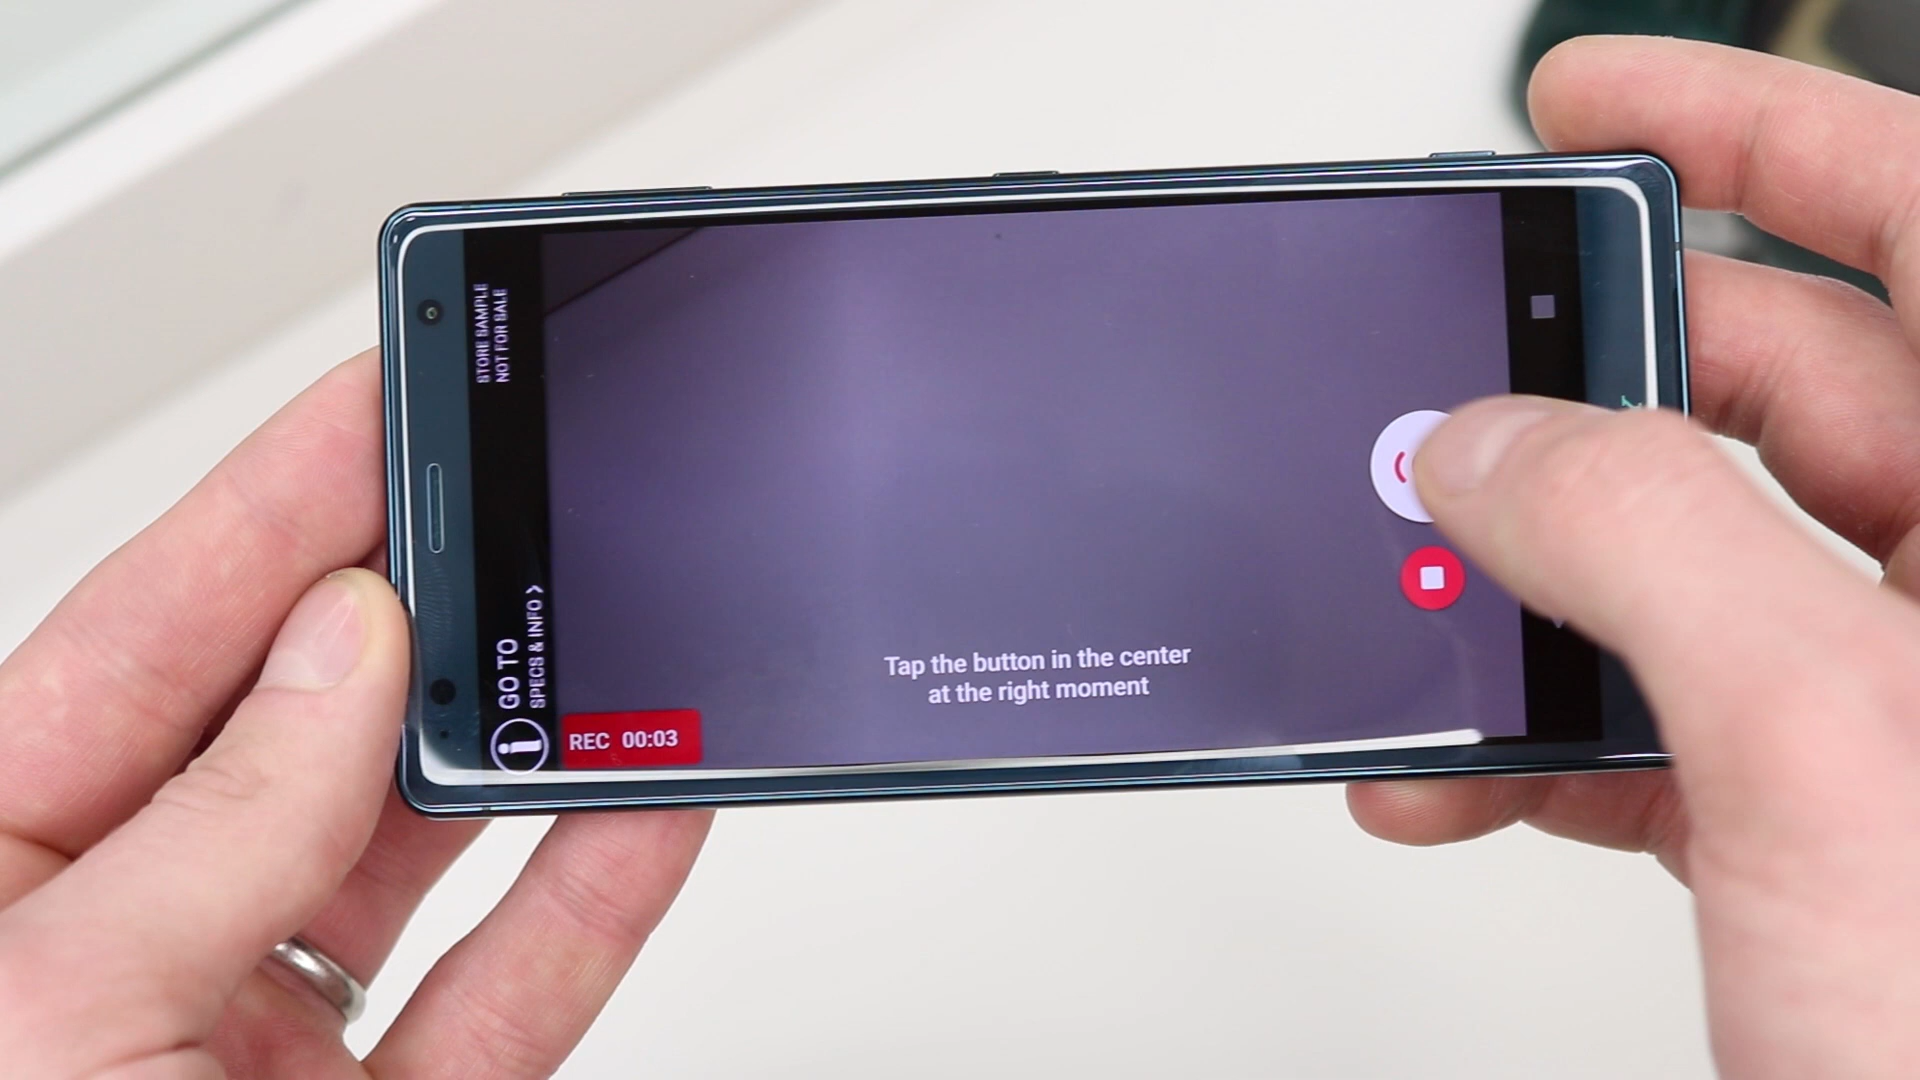 STORE SAMPLE
NOT FOR SALE
GO TO
SPECS & INFO
Tap the button in the center
at the right moment
REC 00:03